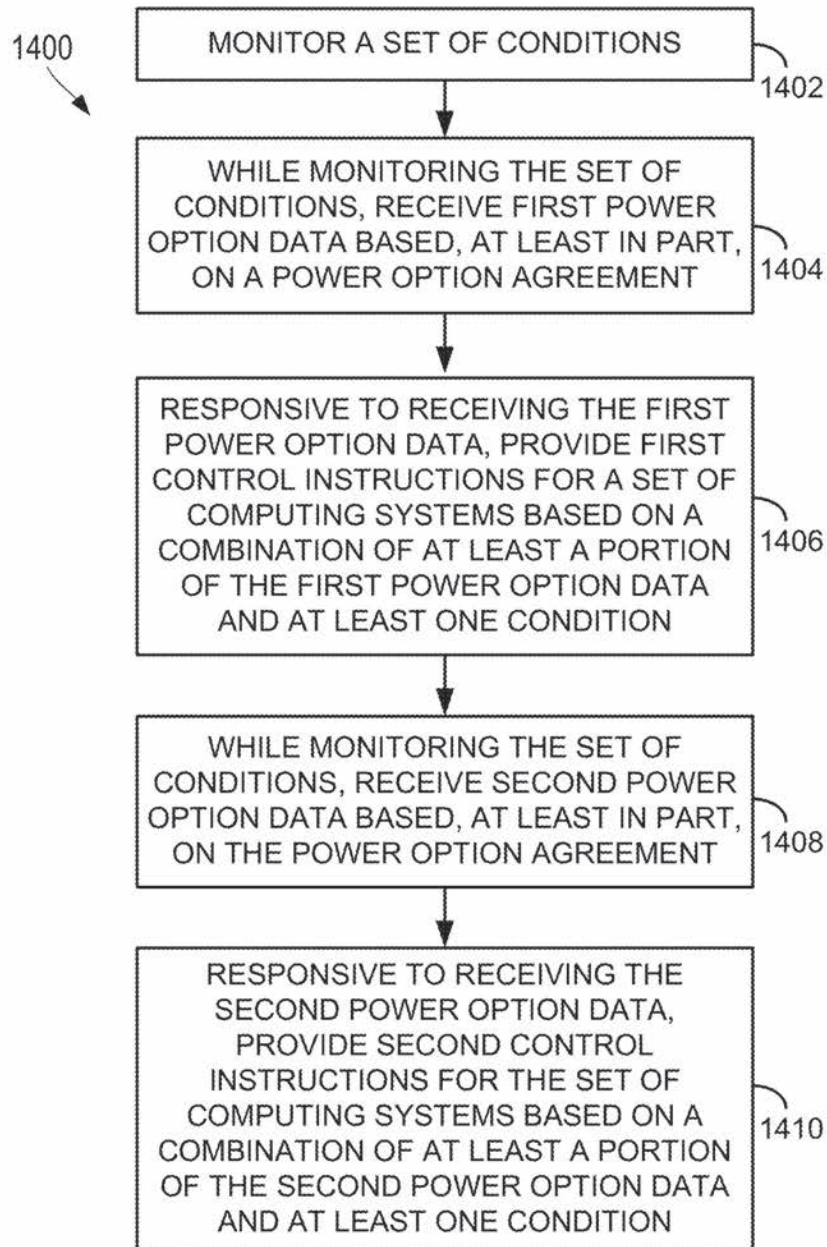 1400
MONITOR A SET OF CONDITIONS
1402
WHILE MONITORING THE SET OF
CONDITIONS, RECEIVE FIRST POWER
OPTION DATA BASED, AT LEAST IN PART,
ON A POWER OPTION AGREEMENT
1404
RESPONSIVE TO RECEIVING THE FIRST
POWER OPTION DATA, PROVIDE FIRST
CONTROL INSTRUCTIONS FOR A SET OF
COMPUTING SYSTEMS BASED ON A
COMBINATION OF AT LEAST A PORTION
OF THE FIRST POWER OPTION DATA
AND AT LEAST ONE CONDITION
1406
WHILE MONITORING THE SET OF
CONDITIONS, RECEIVE SECOND POWER
OPTION DATA BASED, AT LEAST IN PART,
ON THE POWER OPTION AGREEMENT
1408
RESPONSIVE TO RECEIVING THE
SECOND POWER OPTION DATA,
PROVIDE SECOND CONTROL
INSTRUCTIONS FOR THE SET OF
COMPUTING SYSTEMS BASED ON A
COMBINATION OF AT LEAST A PORTION
OF THE SECOND POWER OPTION DATA
AND AT LEAST ONE CONDITION
1410